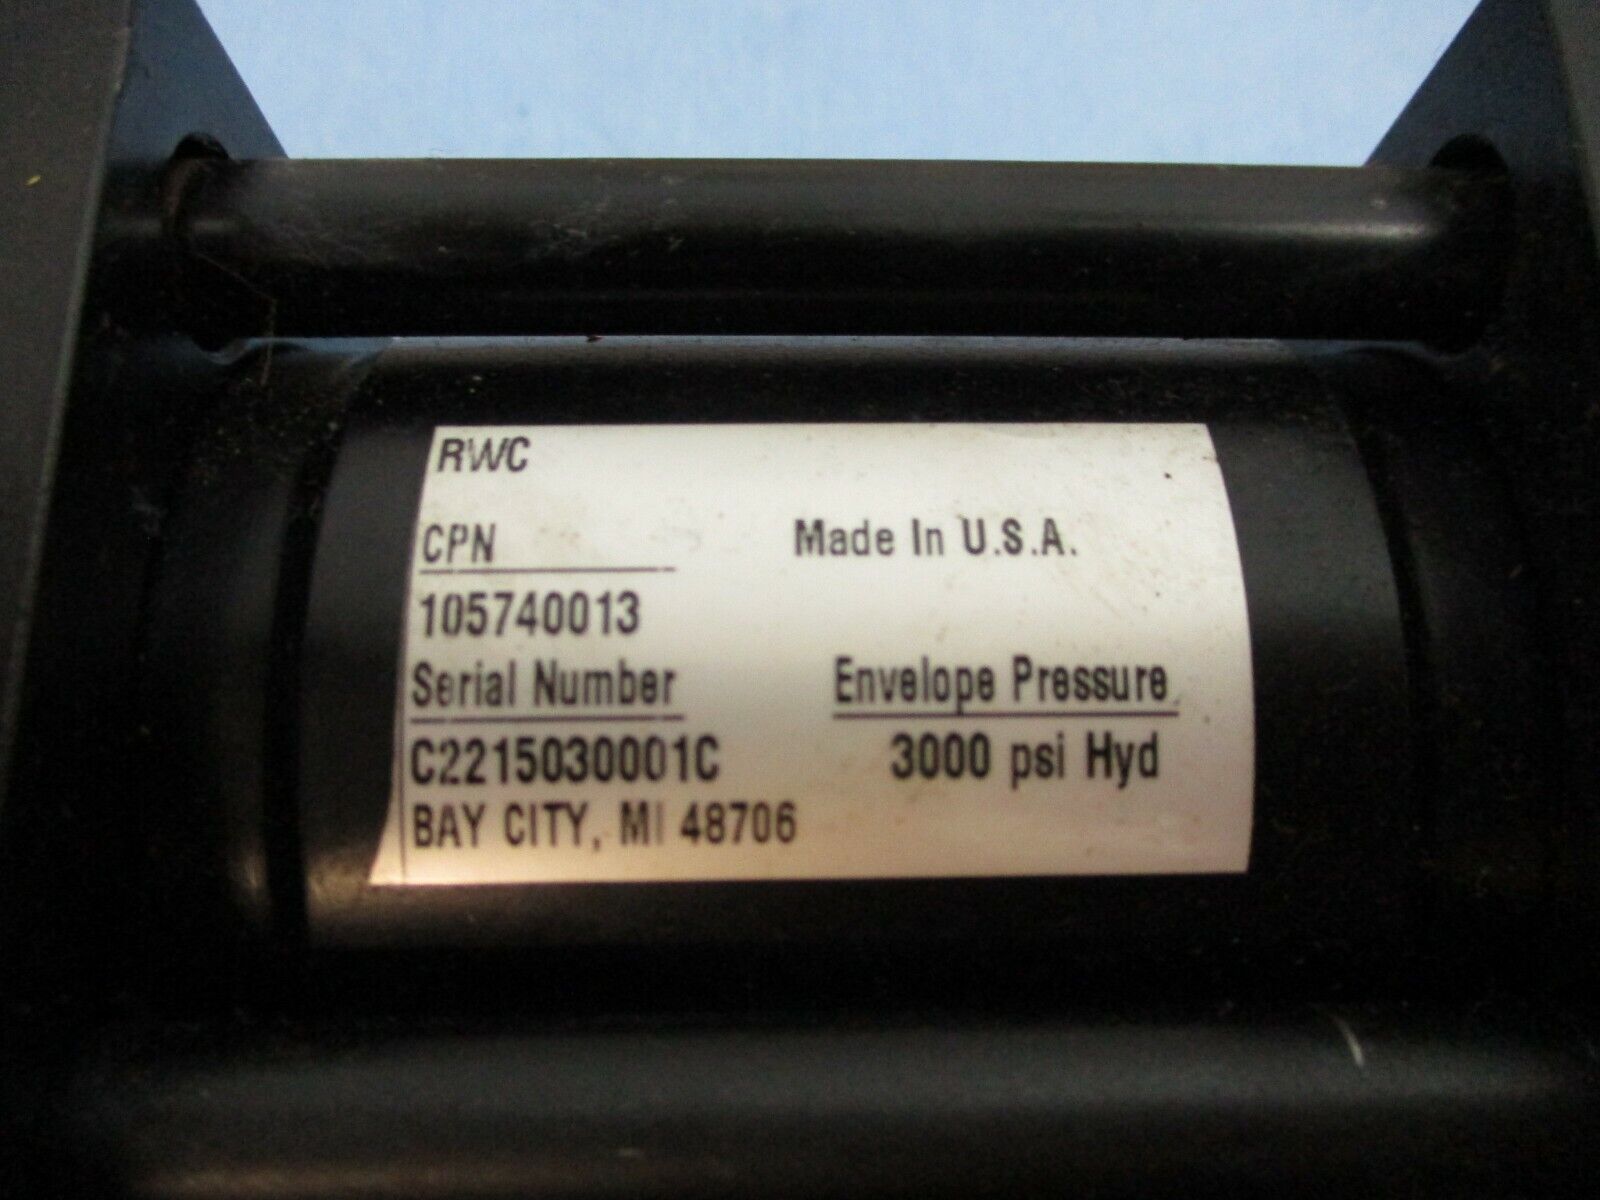 RWC
CPN Made In U.S.A.
105740013
Serial Number Envelope Pressure
C2215030001C 3000 psi Hyd
BAY CITY, MI 48706